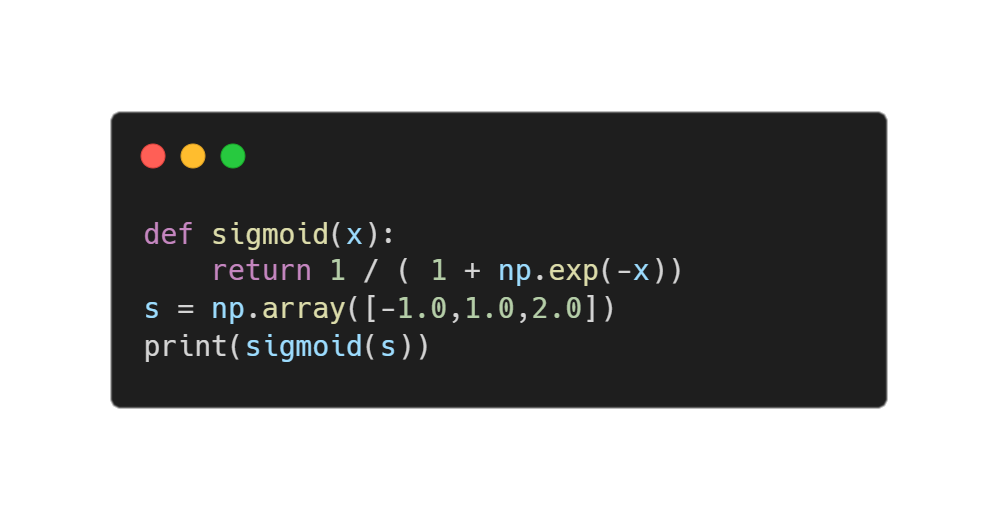 def sigmoid(x):
    return 1 / ( 1 + np.exp(-x))
s = np.array([-1.0,1.0,2.0])
print(sigmoid(s))